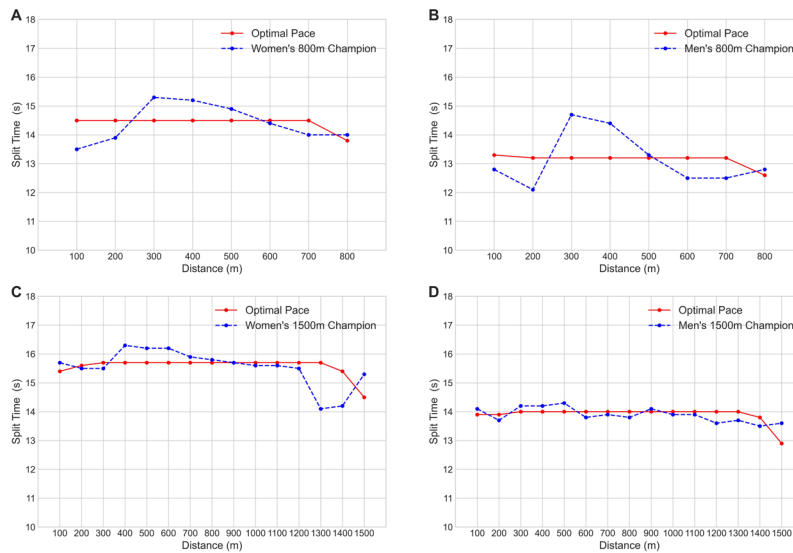 A
18
17
16
15
14
13
12
11
10
Split Time (s)
Optimal Pace
Women's 800m Champion
100 200 300 400 500 600 700 800
Distance (m)
B
18
17
16
15
14
13
12
11
10
Split Time (s)
Optimal Pace
Men's 800m Champion
100 200 300 400 500 600 700 800
Distance (m)
C
18
17
16
15
14
13
12
11
10
Split Time (s)
Optimal Pace
Women's 1500m Champion
100 200 300 400 500 600 700 800 900 1000 1100 1200 1300 1400 1500
Distance (m)
D
18
17
16
15
14
13
12
11
10
Split Time (s)
Optimal Pace
Men's 1500m Champion
100 200 300 400 500 600 700 800 900 1000 1100 1200 1300 1400 1500
Distance (m)